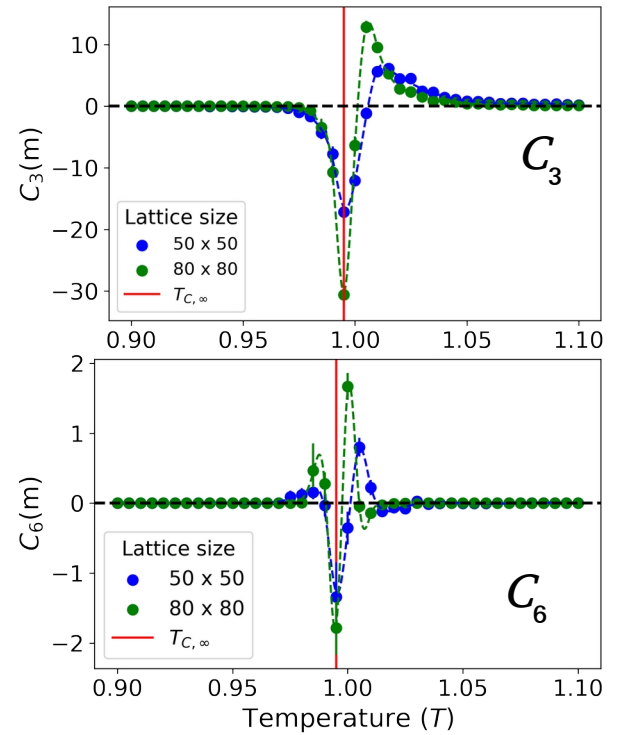 10
0
−10
−20
−30
C₃(m)
Lattice size
50 x 50
80 x 80
T_{C,∞}
C₃
0.90 0.95 1.00 1.05 1.10
2
1
0
−1
−2
C₆(m)
Lattice size
50 x 50
80 x 80
T_{C,∞}
C₆
0.90 0.95 1.00 1.05 1.10
Temperature (T)